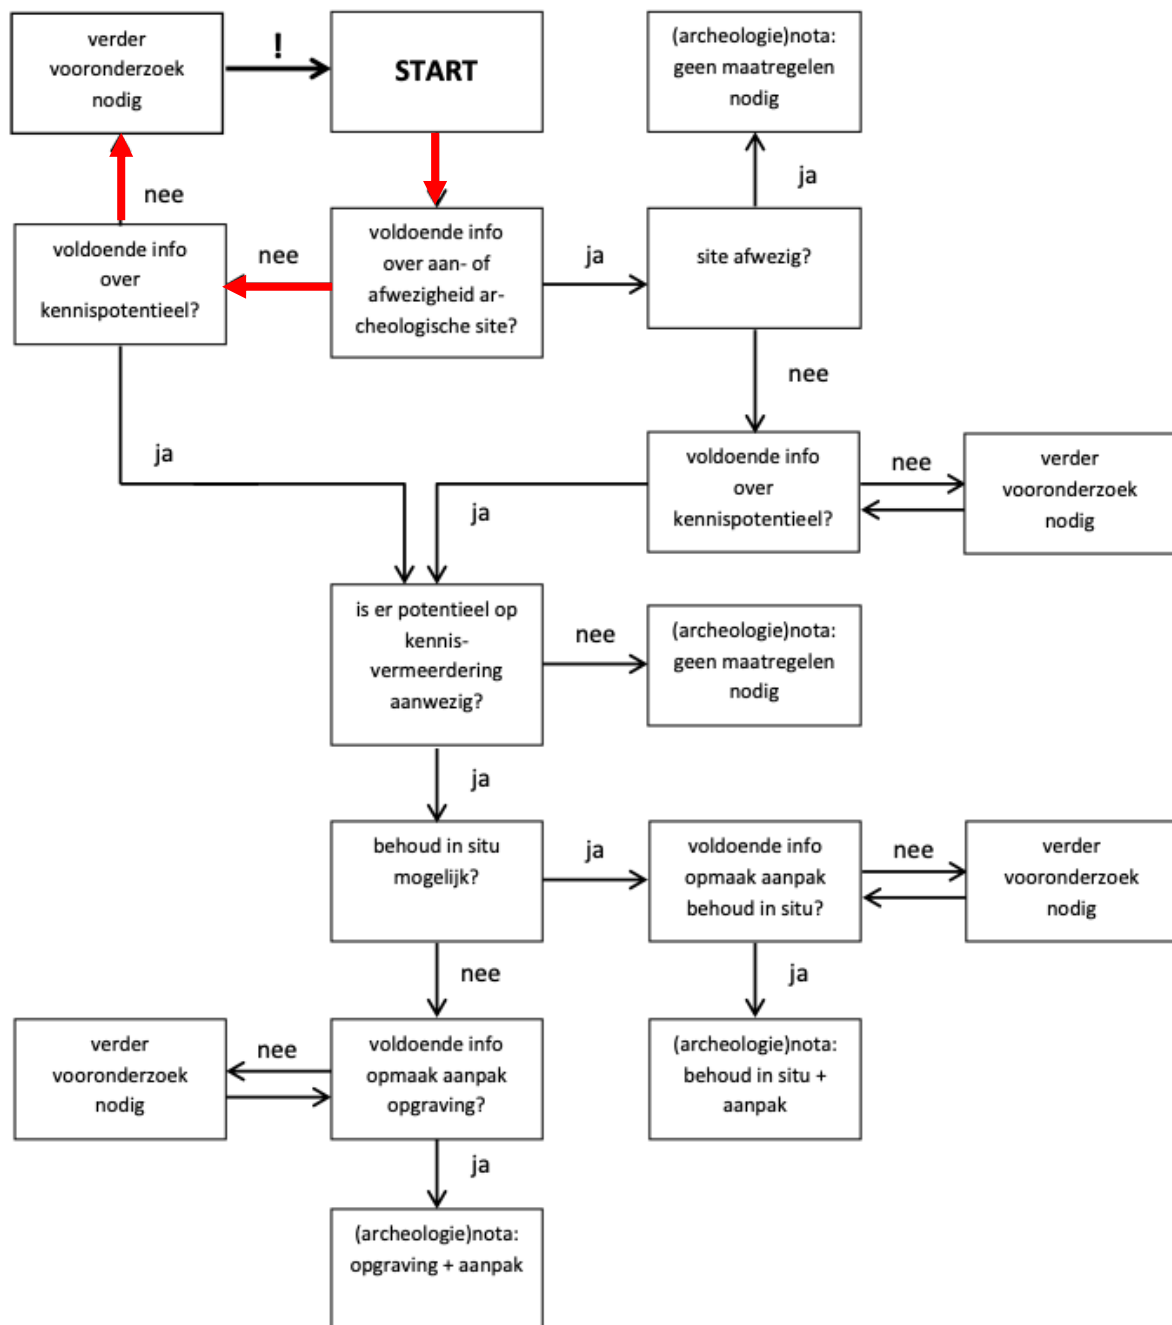 verder
vooronderzoek
nodig
!
START
(archeologie)nota:
geen maatregelen
nodig
nee
ja
voldoende info
over
kennispotentieel?
nee
voldoende info
over aan- of
afwezigheid ar-
cheologische site?
ja
site afwezig?
nee
ja
voldoende info
over
kennispotentieel?
nee
verder
vooronderzoek
nodig
ja
is er potentieel op
kennis-
vermeerdering
aanwezig?
nee
(archeologie)nota:
geen maatregelen
nodig
ja
behoud in situ
mogelijk?
ja
voldoende info
opmaak aanpak
behoud in situ?
nee
verder
vooronderzoek
nodig
nee
ja
verder
vooronderzoek
nodig
nee
voldoende info
opmaak aanpak
opgraving?
(archeologie)nota:
behoud in situ +
aanpak
ja
(archeologie)nota:
opgraving + aanpak